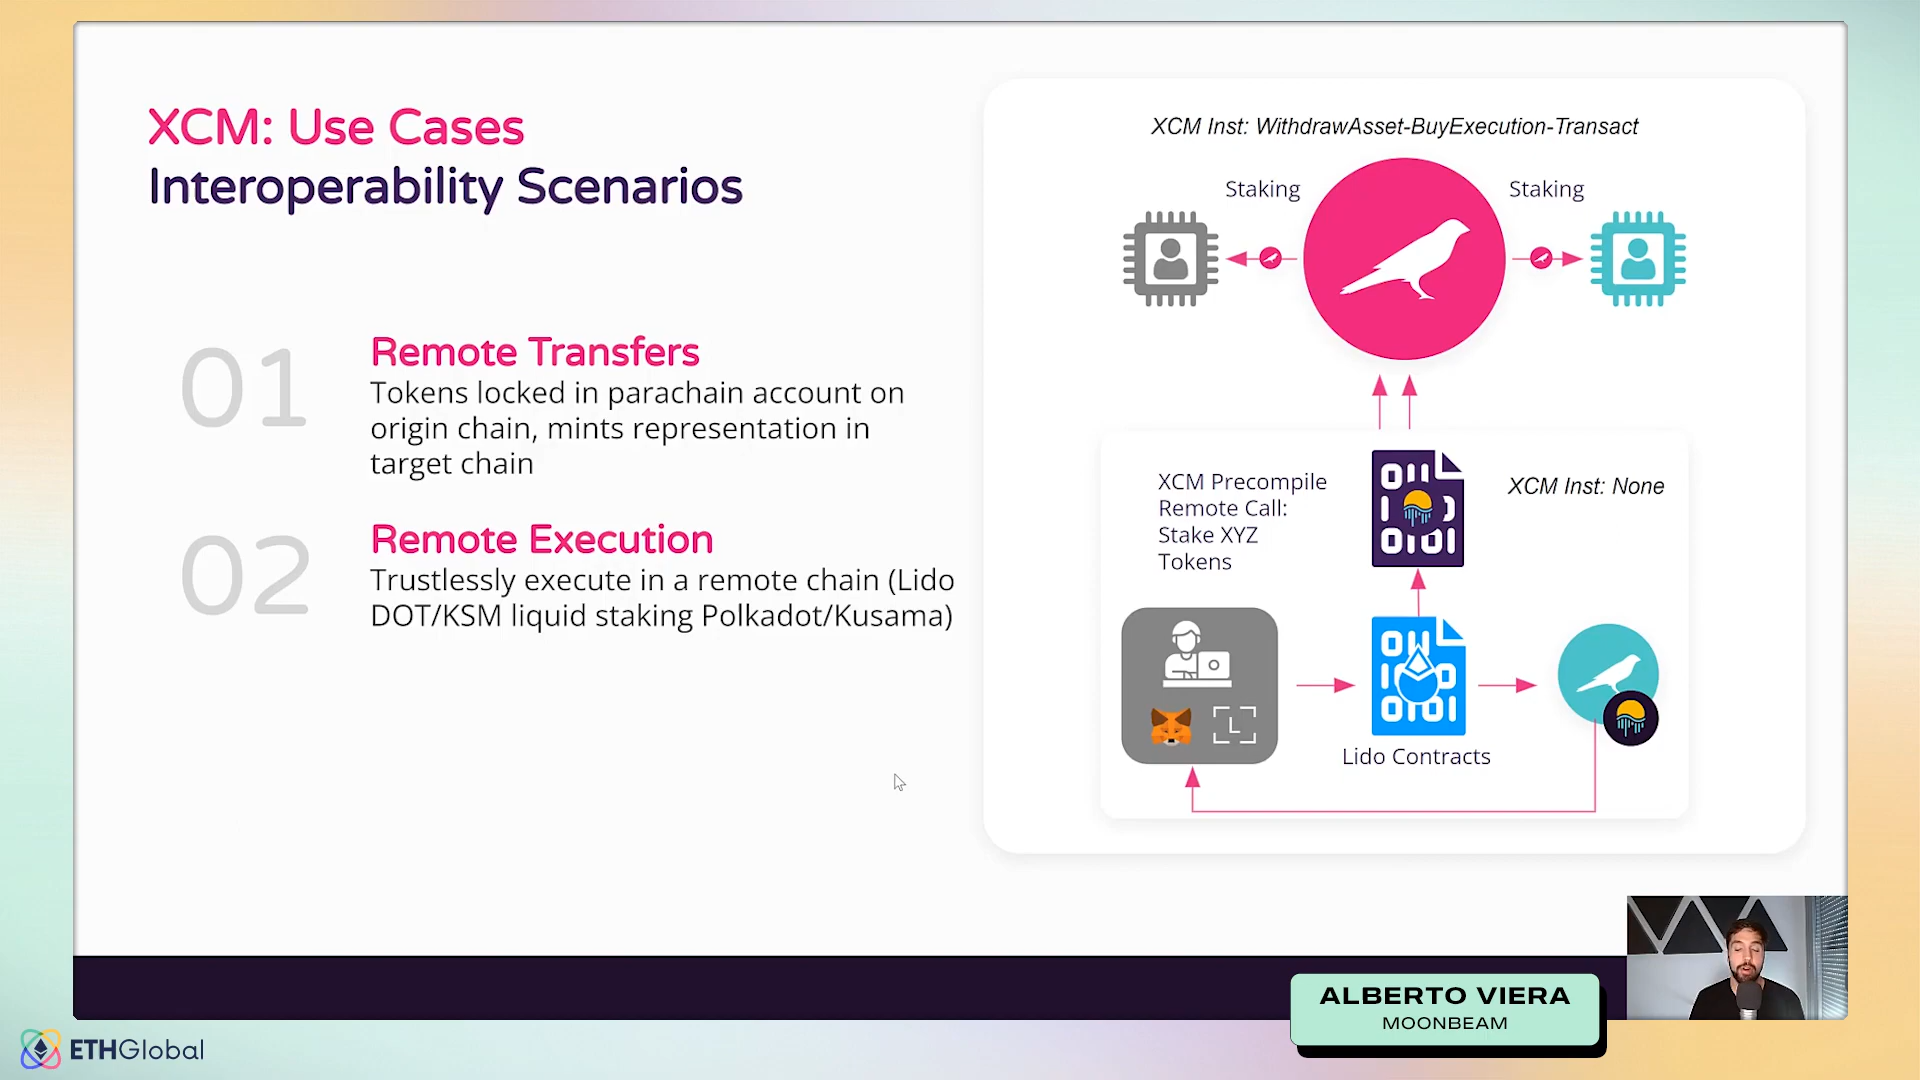 XCM: Use Cases
Interoperability Scenarios
01
Remote Transfers
Tokens locked in parachain account on
origin chain, mints representation in
target chain
02
Remote Execution
Trustlessly execute in a remote chain (Lido
DOT/KSM liquid staking Polkadot/Kusama)
XCM Inst: WithdrawAsset-BuyExecution-Transact
Staking
Staking
XCM Precompile
Remote Call:
Stake XYZ
Tokens
XCM Inst: None
L
Lido Contracts
ALBERTO VIERA
MOONBEAM
ETHGlobal